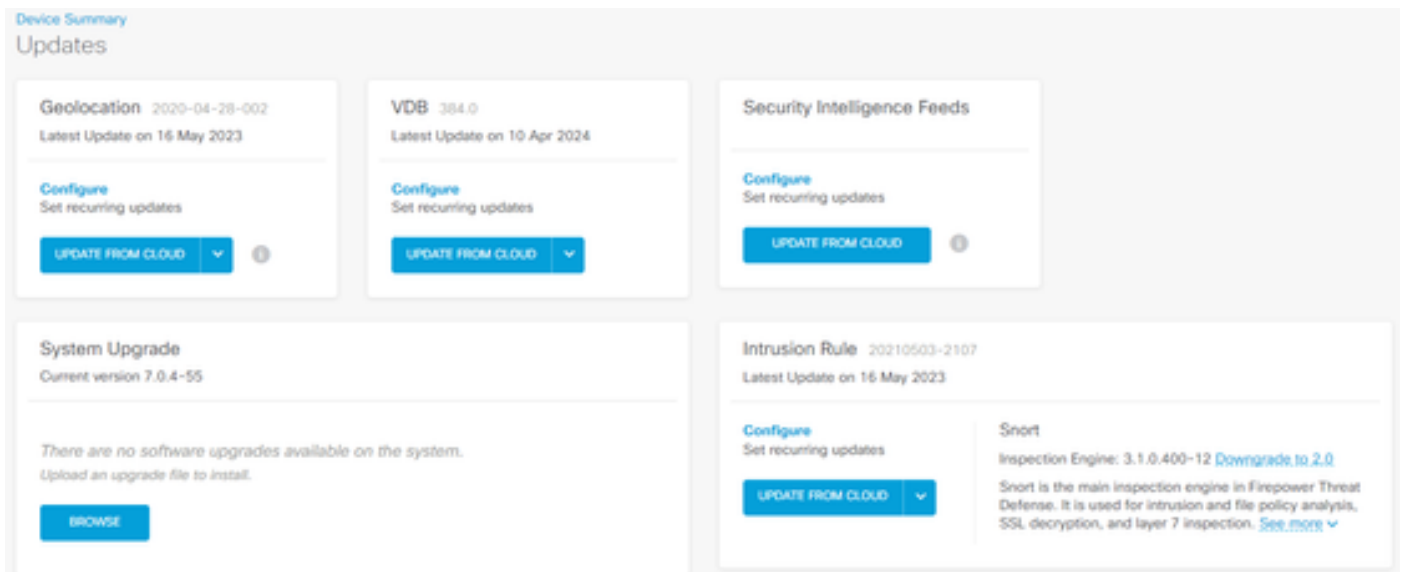 Device Summary
Updates
Geolocation 2020-04-28-002
Latest Update on 16 May 2023
Configure
Set recurring updates
UPDATE FROM CLOUD
VDB 384.0
Latest Update on 10 Apr 2024
Configure
Set recurring updates
UPDATE FROM CLOUD
Security Intelligence Feeds
Configure
Set recurring updates
UPDATE FROM CLOUD
System Upgrade
Current version 7.0.4-55
There are no software upgrades available on the system.
Upload an upgrade file to install.
BROWSE
Intrusion Rule 20210503-2107
Latest Update on 16 May 2023
Configure
Set recurring updates
UPDATE FROM CLOUD
Snort
Inspection Engine: 3.1.0.400-12 Downgrade to 2.0
Snort is the main inspection engine in Firepower Threat
Defense. It is used for intrusion and file policy analysis,
SSL decryption, and layer 7 inspection. See more